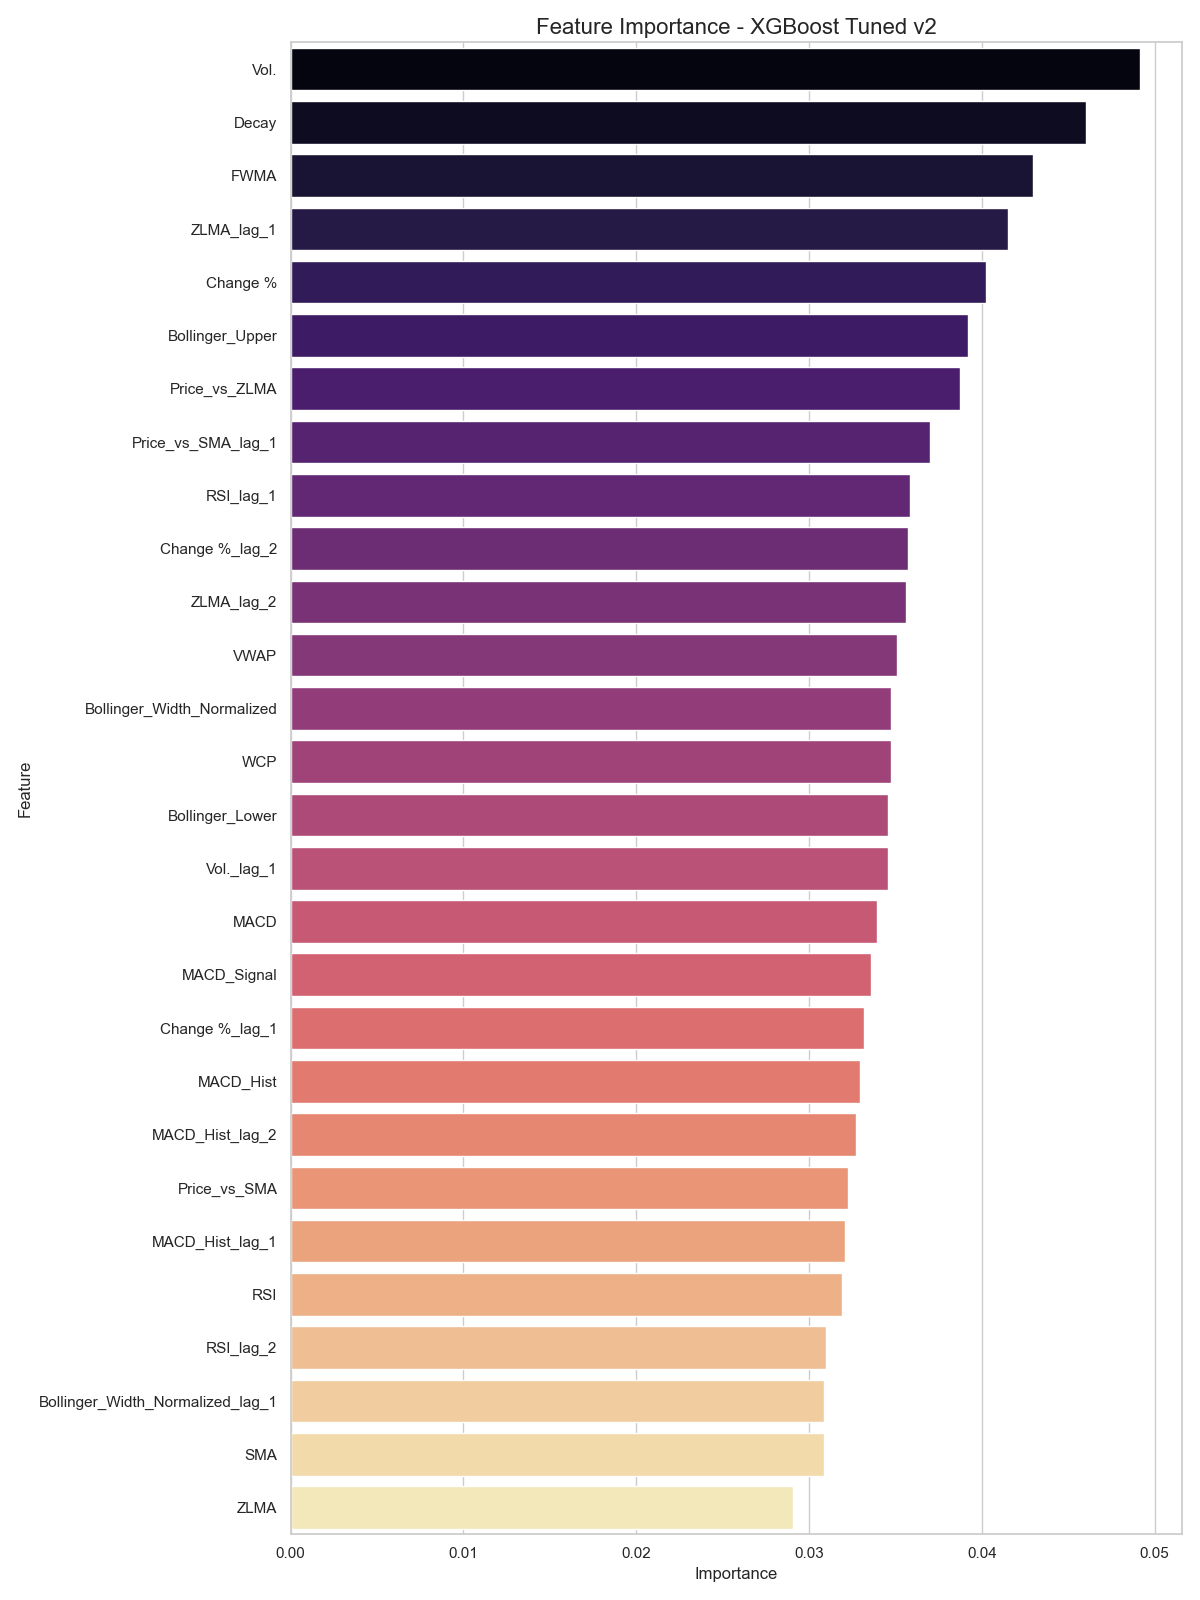 Feature Importance - XGBoost Tuned v2
Feature
Vol.
Decay
FWMA
ZLMA_lag_1
Change %
Bollinger_Upper
Price_vs_ZLMA
Price_vs_SMA_lag_1
RSI_lag_1
Change %_lag_2
ZLMA_lag_2
VWAP
Bollinger_Width_Normalized
WCP
Bollinger_Lower
Vol._lag_1
MACD
MACD_Signal
Change %_lag_1
MACD_Hist
MACD_Hist_lag_2
Price_vs_SMA
MACD_Hist_lag_1
RSI
RSI_lag_2
Bollinger_Width_Normalized_lag_1
SMA
ZLMA
0.00 0.01 0.02 0.03 0.04 0.05
Importance